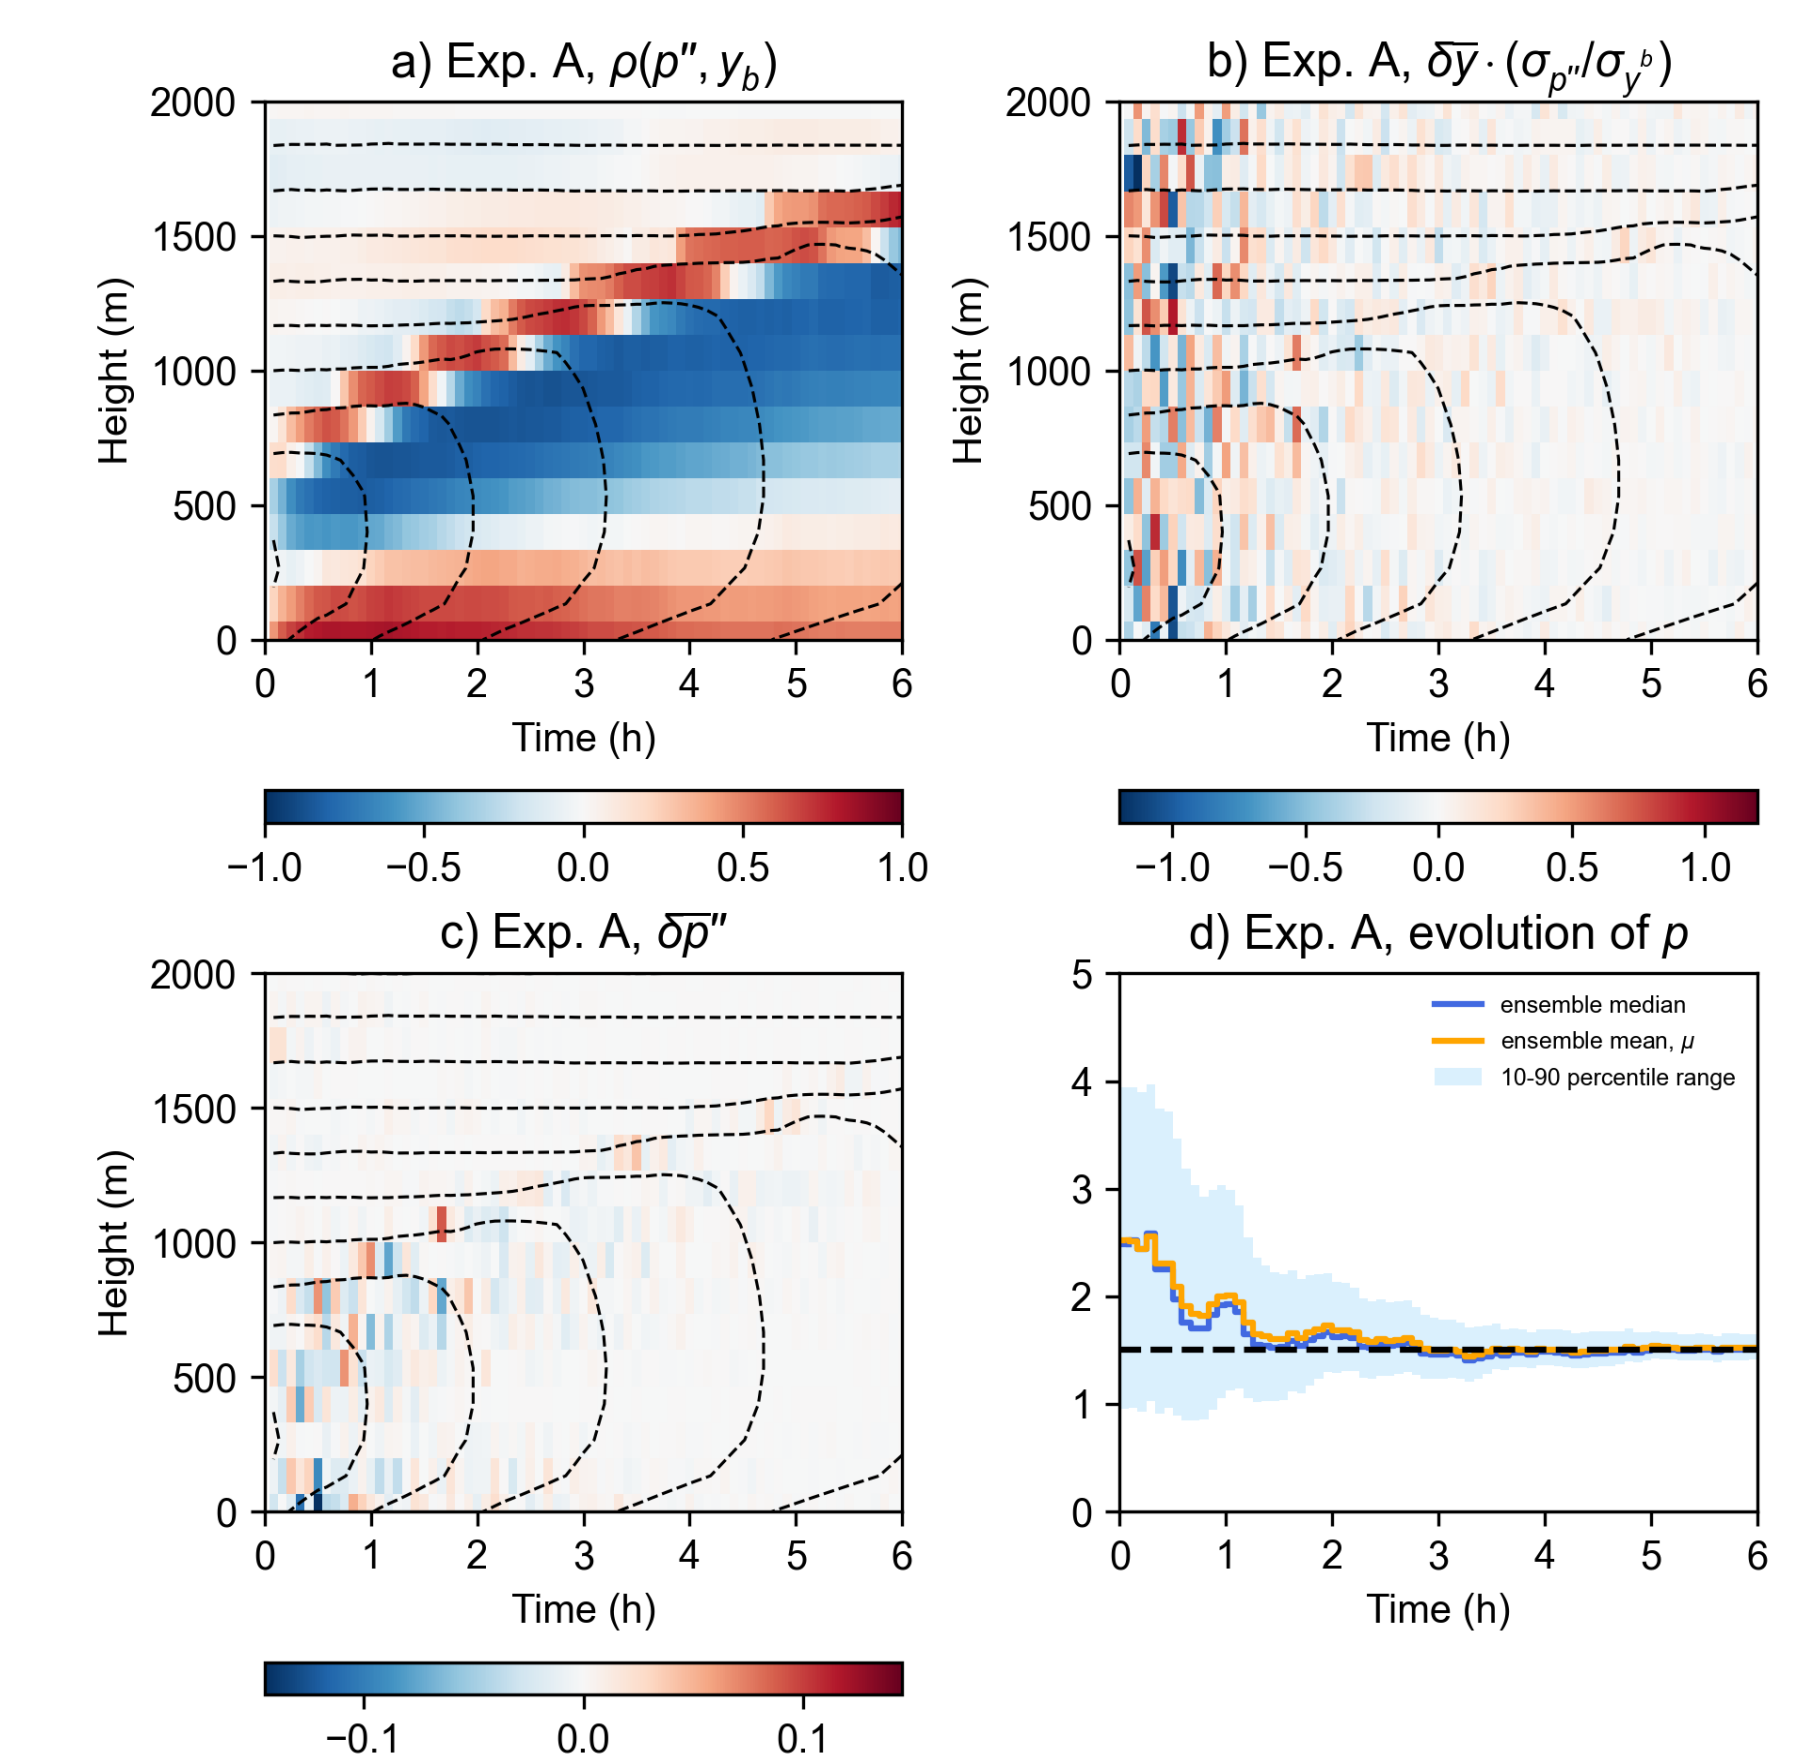 a) Exp. A, ρ(p″, y_b)
2000
1500
1000
500
0
Height (m)
0 1 2 3 4 5 6
Time (h)
−1.0 −0.5 0.0 0.5 1.0
b) Exp. A, δy̅ · (σ_p″/σ_y^b)
2000
1500
1000
500
0
Height (m)
0 1 2 3 4 5 6
Time (h)
−1.0 −0.5 0.0 0.5 1.0
c) Exp. A, δp̅″
2000
1500
1000
500
0
Height (m)
0 1 2 3 4 5 6
Time (h)
−0.1 0.0 0.1
d) Exp. A, evolution of p
5
4
3
2
1
0
ensemble median
ensemble mean, μ
10-90 percentile range
0 1 2 3 4 5 6
Time (h)